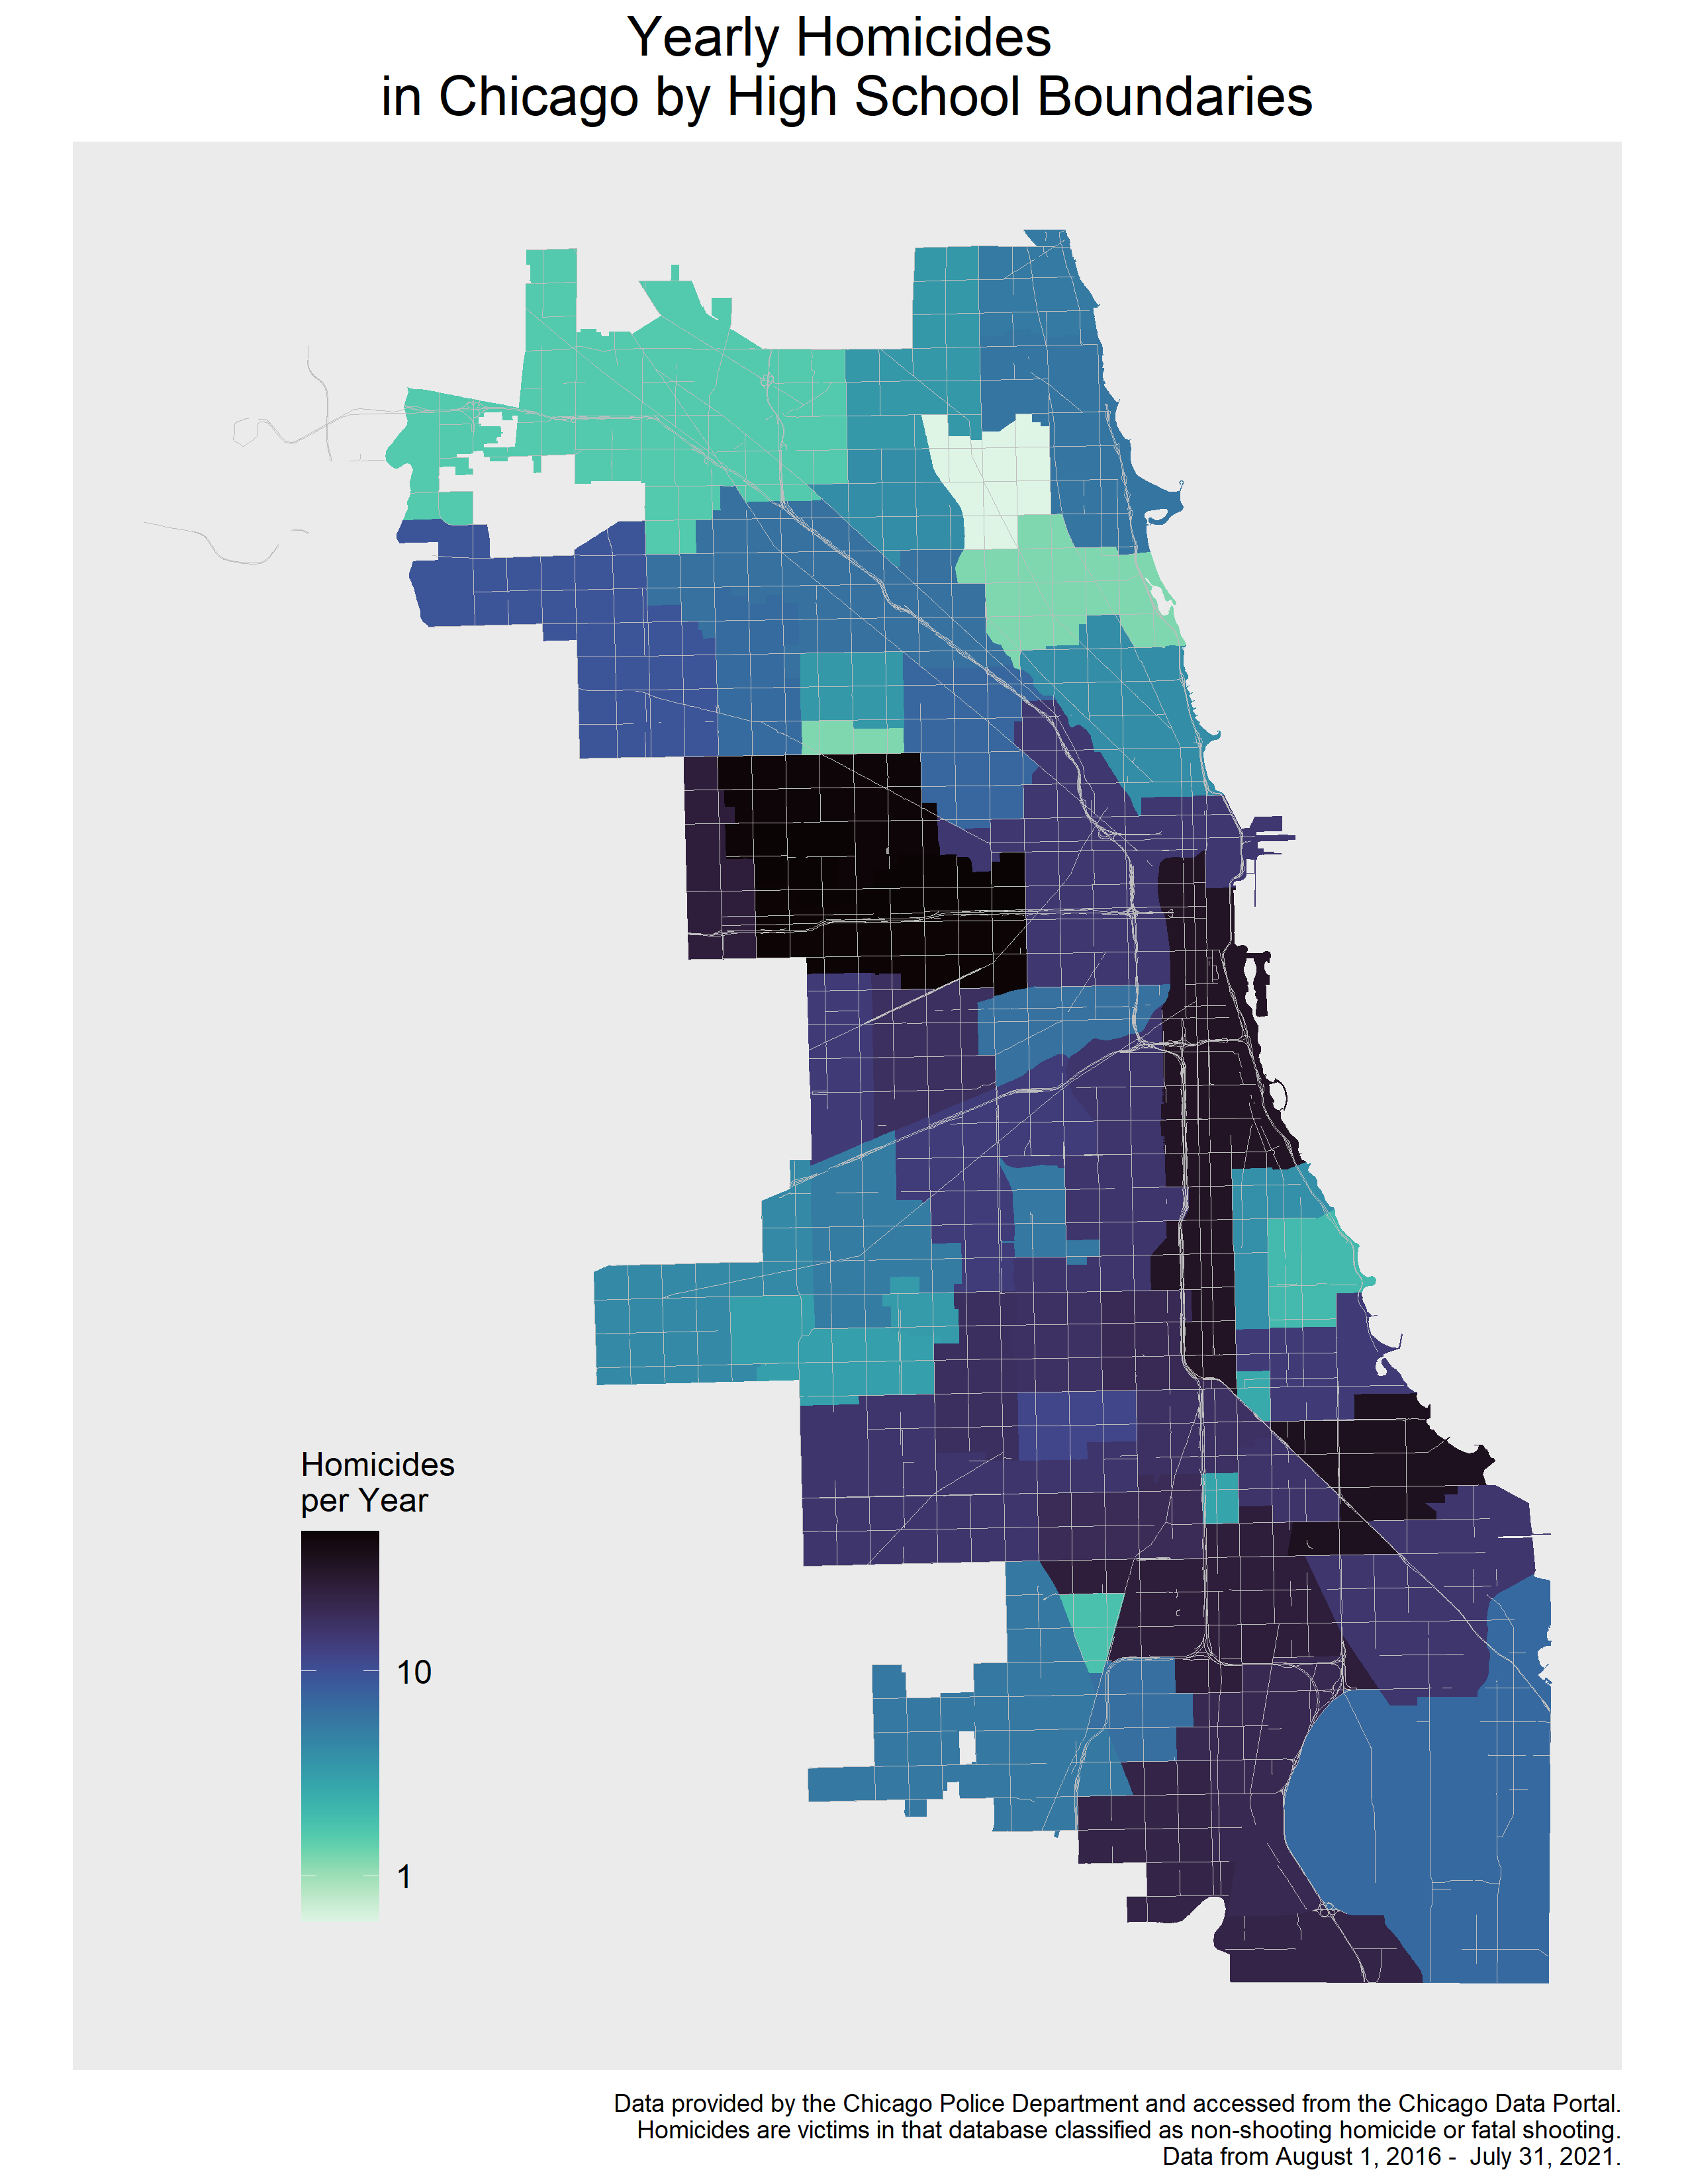 Yearly Homicides
in Chicago by High School Boundaries
Homicides
per Year
10
1
Data provided by the Chicago Police Department and accessed from the Chicago Data Portal.
Homicides are victims in that database classified as non-shooting homicide or fatal shooting.
Data from August 1, 2016 -  July 31, 2021.